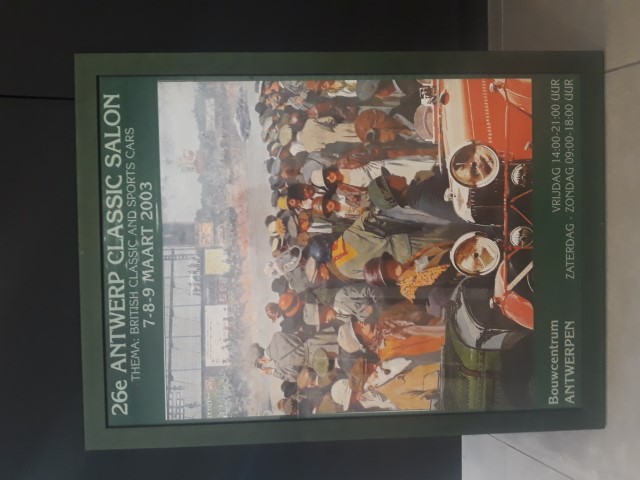 26e ANTWERP CLASSIC SALON
THEMA: BRITISH CLASSIC AND SPORTS CARS
7-8-9 MAART 2003
Bouwcentrum
ANTWERPEN
VRIJDAG 14:00-21:00 UUR
ZATERDAG . ZONDAG 09:00-18:00 UUR